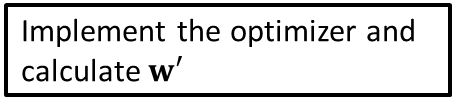 Implement the optimizer and
calculate w′